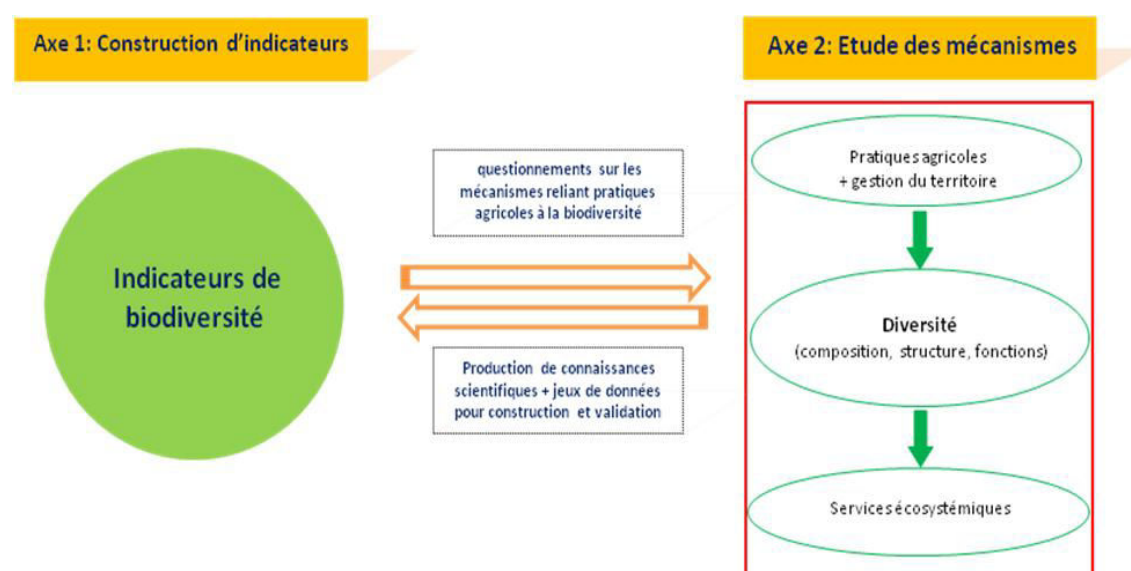 Axe 1: Construction d'indicateurs
Axe 2: Etude des mécanismes
Indicateurs de
biodiversité
questionnements sur les
mécanismes reliant pratiques
agricoles à la biodiversité
Production de connaissances
scientifiques + jeux de données
pour construction et validation
Pratiques agricoles
+ gestion du territoire
Diversité
(composition, structure, fonctions)
Services écosystémiques